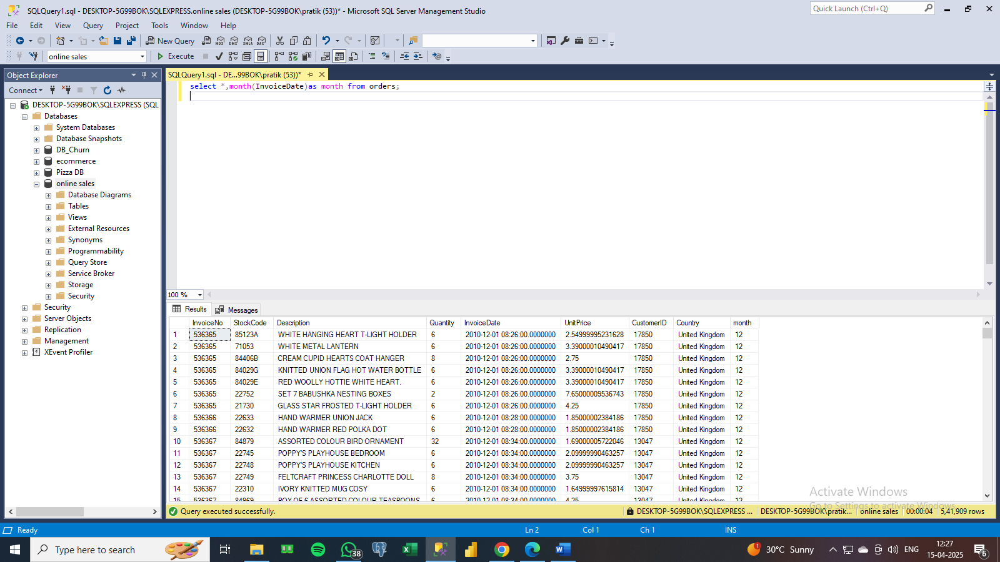 SQLQuery1.sql - DESKTOP-5G99BOK\SQLEXPRESS.online sales (DESKTOP-5G99BOK\pratik (53))* - Microsoft SQL Server Management Studio
Quick Launch (Ctrl+Q)
File Edit View Query Project Tools Window Help
New Query MDX DMX XMLA DAX
online sales Execute
Object Explorer
SQLQuery1.sql - DE...99BOK\pratik (53))*
Connect
select *,month(InvoiceDate)as month from orders;
DESKTOP-5G99BOK\SQLEXPRESS (SQL
Databases
System Databases
Database Snapshots
DB_Churn
ecommerce
Pizza DB
online sales
Database Diagrams
Tables
Views
External Resources
Synonyms
Programmability
Query Store
Service Broker
Storage
Security
Security
Server Objects
Replication
Management
XEvent Profiler
100 %
Results Messages
InvoiceNo StockCode Description Quantity InvoiceDate UnitPrice CustomerID Country month
1 536365 85123A WHITE HANGING HEART T-LIGHT HOLDER 6 2010-12-01 08:26:00.0000000 2.54999995231628 17850 United Kingdom 12
2 536365 71053 WHITE METAL LANTERN 6 2010-12-01 08:26:00.0000000 3.39000010490417 17850 United Kingdom 12
3 536365 84406B CREAM CUPID HEARTS COAT HANGER 8 2010-12-01 08:26:00.0000000 2.75 17850 United Kingdom 12
4 536365 84029G KNITTED UNION FLAG HOT WATER BOTTLE 6 2010-12-01 08:26:00.0000000 3.39000010490417 17850 United Kingdom 12
5 536365 84029E RED WOOLLY HOTTIE WHITE HEART. 6 2010-12-01 08:26:00.0000000 3.39000010490417 17850 United Kingdom 12
6 536365 22752 SET 7 BABUSHKA NESTING BOXES 2 2010-12-01 08:26:00.0000000 7.65000009536743 17850 United Kingdom 12
7 536365 21730 GLASS STAR FROSTED T-LIGHT HOLDER 6 2010-12-01 08:26:00.0000000 4.25 17850 United Kingdom 12
8 536366 22633 HAND WARMER UNION JACK 6 2010-12-01 08:28:00.0000000 1.85000002384186 17850 United Kingdom 12
9 536366 22632 HAND WARMER RED POLKA DOT 6 2010-12-01 08:28:00.0000000 1.85000002384186 17850 United Kingdom 12
10 536367 84879 ASSORTED COLOUR BIRD ORNAMENT 32 2010-12-01 08:34:00.0000000 1.69000005722046 13047 United Kingdom 12
11 536367 22745 POPPY'S PLAYHOUSE BEDROOM 6 2010-12-01 08:34:00.0000000 2.09999990463257 13047 United Kingdom 12
12 536367 22748 POPPY'S PLAYHOUSE KITCHEN 6 2010-12-01 08:34:00.0000000 2.09999990463257 13047 United Kingdom 12
13 536367 22749 FELTCRAFT PRINCESS CHARLOTTE DOLL 8 2010-12-01 08:34:00.0000000 3.75 13047 United Kingdom 12
14 536367 22310 IVORY KNITTED MUG COSY 6 2010-12-01 08:34:00.0000000 1.64999997615814 13047 United Kingdom 12
15 536367 84969 BOX OF 6 ASSORTED COLOUR TEASPOONS 6 2010-12-01 08:34:00.0000000 4.25 13047 United Kingdom 12
Activate Windows
Go to Settings to activate Windows.
Query executed successfully. DESKTOP-5G99BOK\SQLEXPRESS ... DESKTOP-5G99BOK\pratik... online sales 00:00:04 5,41,909 rows
Ready Ln 2 Col 1 Ch 1 INS
Type here to search 38 1 30°C Sunny ENG 12:27
15-04-2025 6